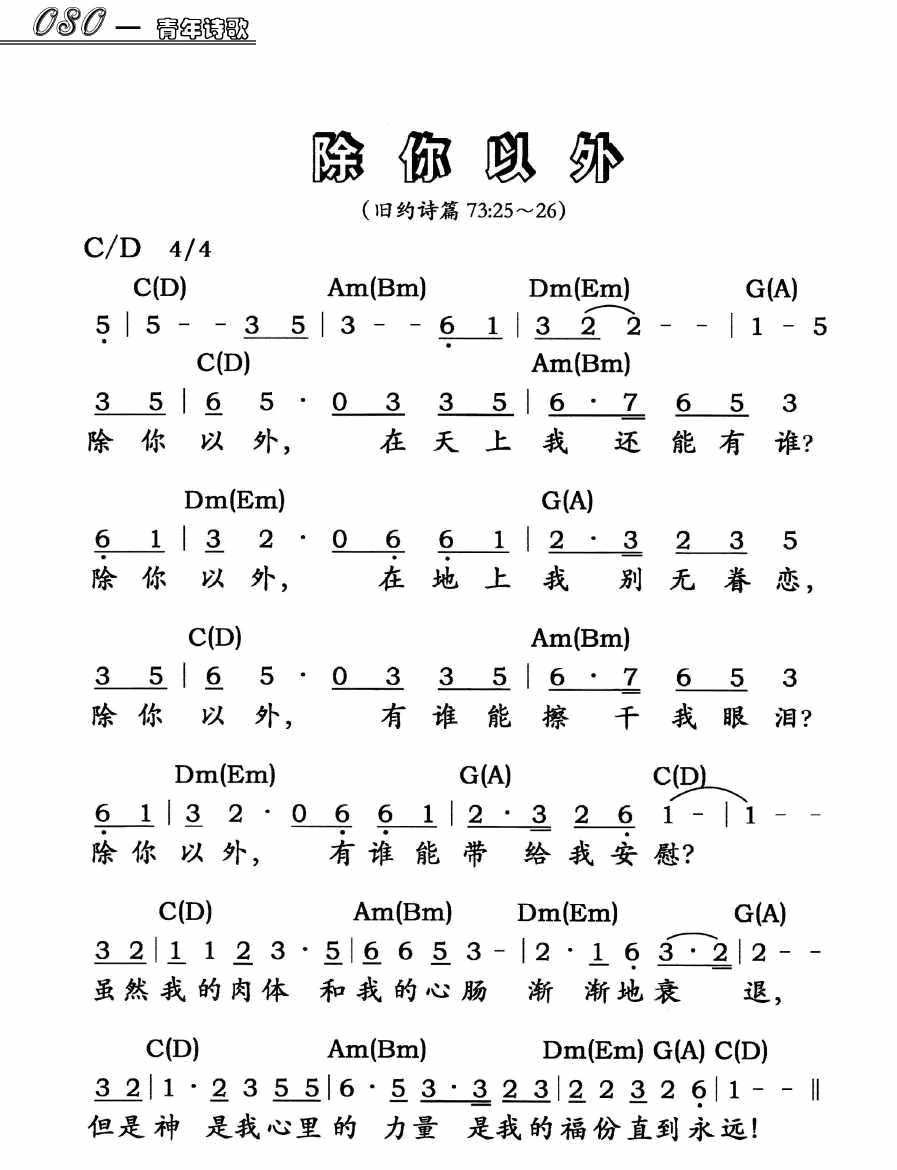 OSO — 青年诗歌
除你以外
(旧约诗篇 73:25～26)
C/D 4/4
C(D) Am(Bm) Dm(Em) G(A)
5̣ | 5 - - 3 5 | 3 - - 6̣ 1 | 3 2 2 - - | 1 - 5
C(D) Am(Bm)
3 5 | 6 5 · 0 3 3 5 | 6 · 7 6 5 3
除你以外, 在天上我还能有谁?
Dm(Em) G(A)
6̣ 1 | 3 2 · 0 6̣ 6̣ 1 | 2 · 3 2 3 5
除你以外, 在地上我别无眷恋,
C(D) Am(Bm)
3 5 | 6 5 · 0 3 3 5 | 6 · 7 6 5 3
除你以外, 有谁能擦干我眼泪?
Dm(Em) G(A) C(D)
6̣ 1 | 3 2 · 0 6̣ 6̣ 1 | 2 · 3 2 6̣ 1 - | 1 - -
除你以外, 有谁能带给我安慰?
C(D) Am(Bm) Dm(Em) G(A)
3 2 | 1 1 2 3 · 5 | 6 6 5 3 - | 2 · 1 6̣ 3 · 2 | 2 - -
虽然我的肉体 和我的心肠 渐渐地衰退,
C(D) Am(Bm) Dm(Em) G(A) C(D)
3 2 | 1 · 2 3 5 5 | 6 · 5 3 · 3 2 3 | 2 2 3 2 6̣ | 1 - - ‖
但是神 是我心里的 力量 是我的福份直到永远!